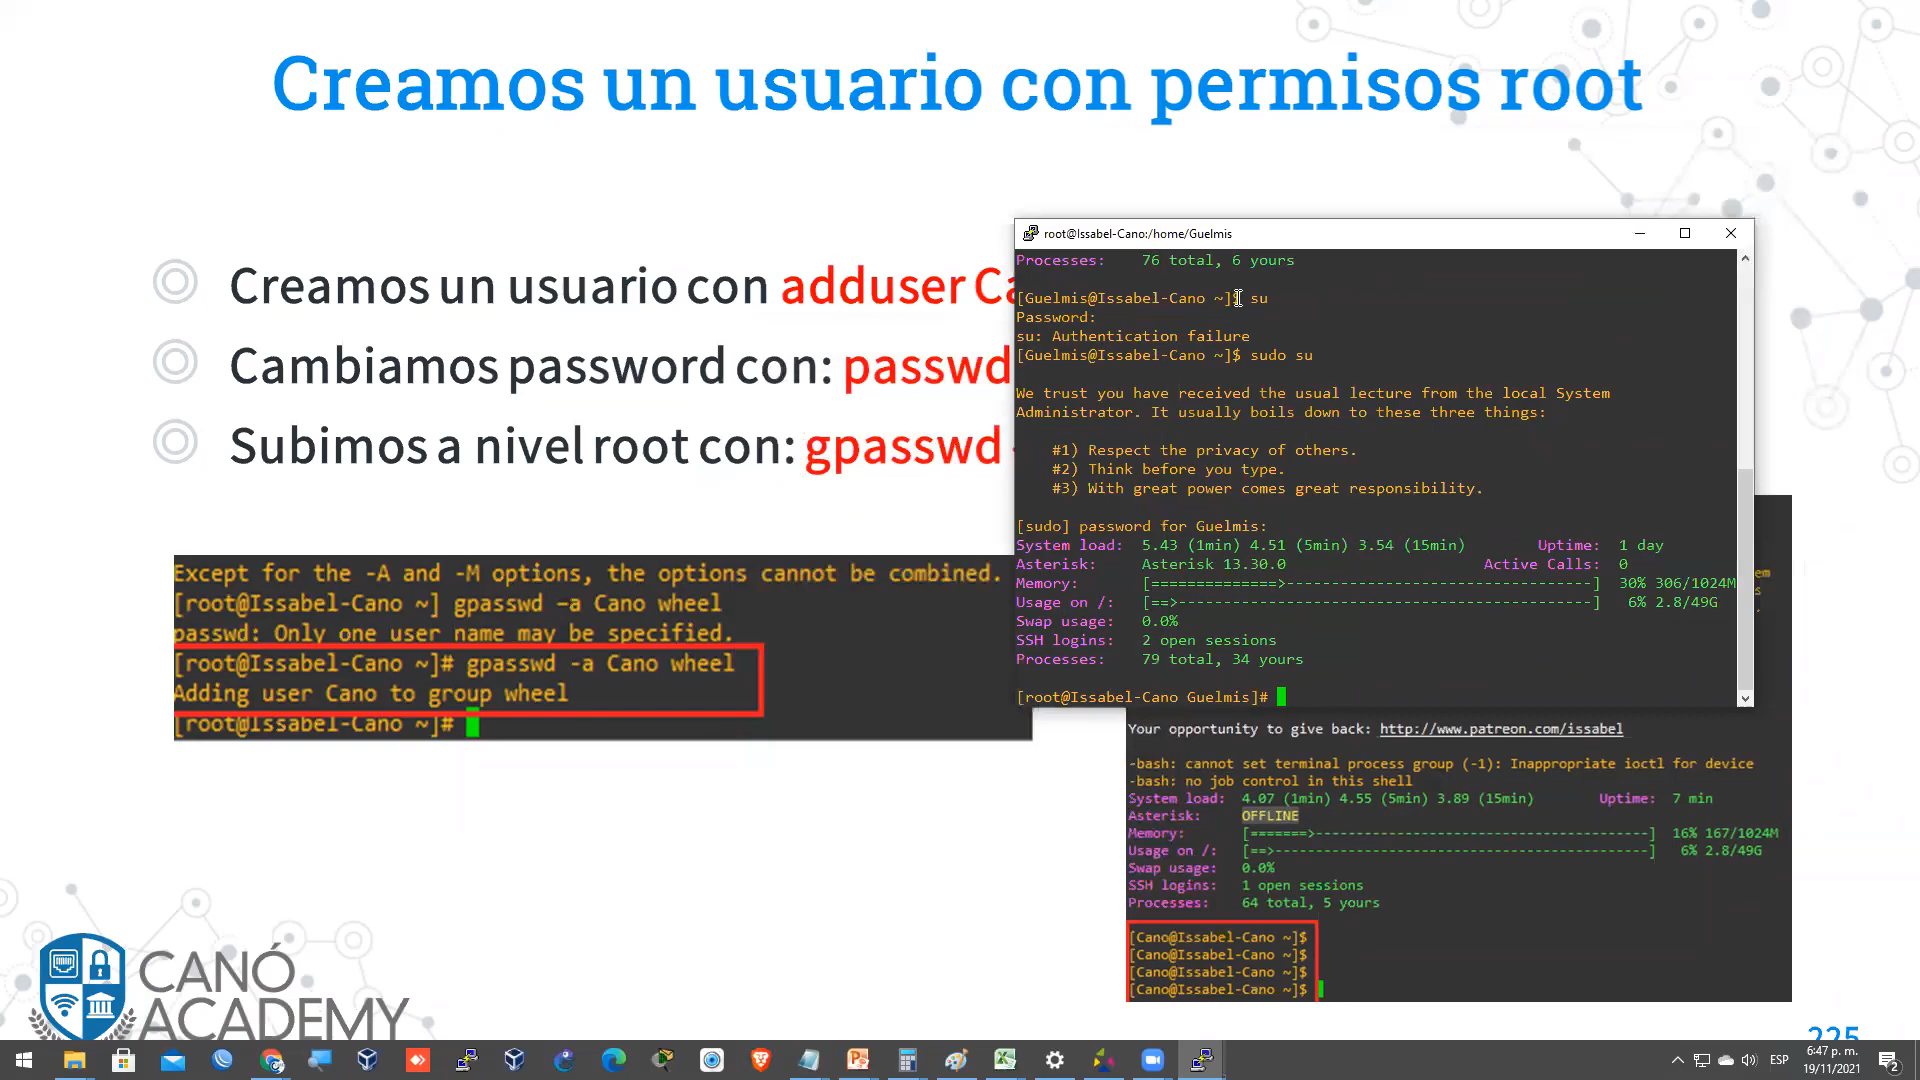 Creamos un usuario con permisos root
Creamos un usuario con adduser Ca
Cambiamos password con: passwd
Subimos a nivel root con: gpasswd
Except for the -A and -M options, the options cannot be combined.
[root@Issabel-Cano ~] gpasswd –a Cano wheel
passwd: Only one user name may be specified.
[root@Issabel-Cano ~]# gpasswd -a Cano wheel
Adding user Cano to group wheel
[root@Issabel-Cano ~]#
root@Issabel-Cano:/home/Guelmis
Processes: 76 total, 6 yours
[Guelmis@Issabel-Cano ~]$ su
Password:
su: Authentication failure
[Guelmis@Issabel-Cano ~]$ sudo su
We trust you have received the usual lecture from the local System
Administrator. It usually boils down to these three things:
#1) Respect the privacy of others.
#2) Think before you type.
#3) With great power comes great responsibility.
[sudo] password for Guelmis:
System load: 5.43 (1min) 4.51 (5min) 3.54 (15min) Uptime: 1 day
Asterisk: Asterisk 13.30.0 Active Calls: 0
Memory: [==============>-----------------------------------] 30% 306/1024M
Usage on /: [==>-----------------------------------------------] 6% 2.8/49G
Swap usage: 0.0%
SSH logins: 2 open sessions
Processes: 79 total, 34 yours
[root@Issabel-Cano Guelmis]#
Your opportunity to give back: http://www.patreon.com/issabel
-bash: cannot set terminal process group (-1): Inappropriate ioctl for device
-bash: no job control in this shell
System load: 4.07 (1min) 4.55 (5min) 3.89 (15min) Uptime: 7 min
Asterisk: OFFLINE
Memory: [=======>------------------------------------------] 16% 167/1024M
Usage on /: [==>-----------------------------------------------] 6% 2.8/49G
Swap usage: 0.0%
SSH logins: 1 open sessions
Processes: 64 total, 5 yours
[Cano@Issabel-Cano ~]$
[Cano@Issabel-Cano ~]$
[Cano@Issabel-Cano ~]$
[Cano@Issabel-Cano ~]$
CANÓ
ACADEMY
225
ESP
6:47 p. m.
19/11/2021
2